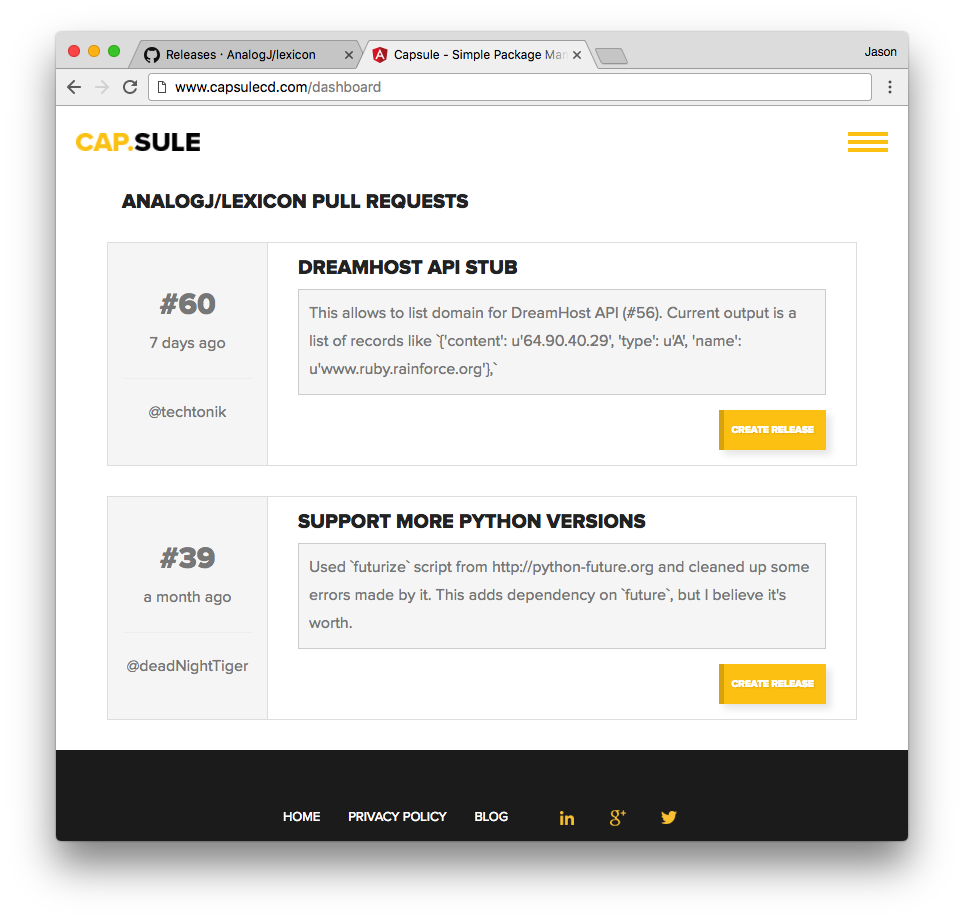 Releases · AnalogJ/lexicon
Capsule - Simple Package Man
Jason
www.capsulecd.com/dashboard
CAP.SULE
ANALOGJ/LEXICON PULL REQUESTS
#60
7 days ago
@techtonik
DREAMHOST API STUB
This allows to list domain for DreamHost API (#56). Current output is a
list of records like `{'content': u'64.90.40.29', 'type': u'A', 'name':
u'www.ruby.rainforce.org'},`
CREATE RELEASE
#39
a month ago
@deadNightTiger
SUPPORT MORE PYTHON VERSIONS
Used `futurize` script from http://python-future.org and cleaned up some
errors made by it. This adds dependency on `future`, but I believe it's
worth.
CREATE RELEASE
HOME PRIVACY POLICY BLOG in g+